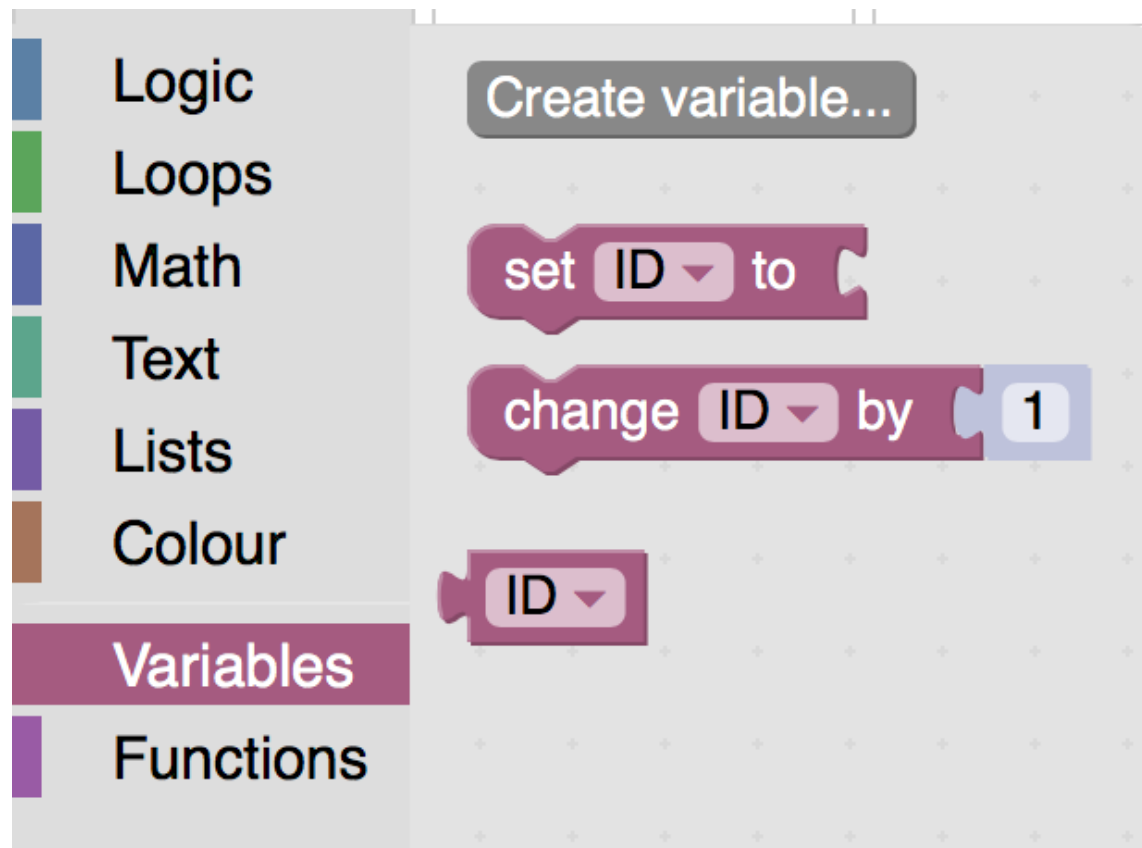 Logic
Loops
Math
Text
Lists
Colour
Variables
Functions
Create variable...
set ID to
change ID by 1
ID